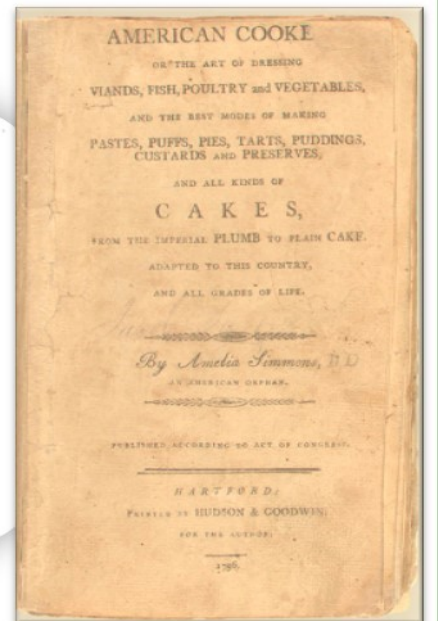 AMERICAN COOKE
OR THE ART OF DRESSING
VIANDS, FISH, POULTRY and VEGETABLES,
AND THE BEST MODES OF MAKING
PASTES, PUFFS, PIES, TARTS, PUDDINGS,
CUSTARDS AND PRESERVES,
AND ALL KINDS OF
CAKES,
FROM THE IMPERIAL PLUMB TO PLAIN CAKE.
ADAPTED TO THIS COUNTRY,
AND ALL GRADES OF LIFE.
By Amelia Simmons,
AN AMERICAN ORPHAN.
PUBLISHED ACCORDING TO ACT OF CONGRESS.
HARTFORD:
PRINTED BY HUDSON & GOODWIN;
FOR THE AUTHOR;
1796.